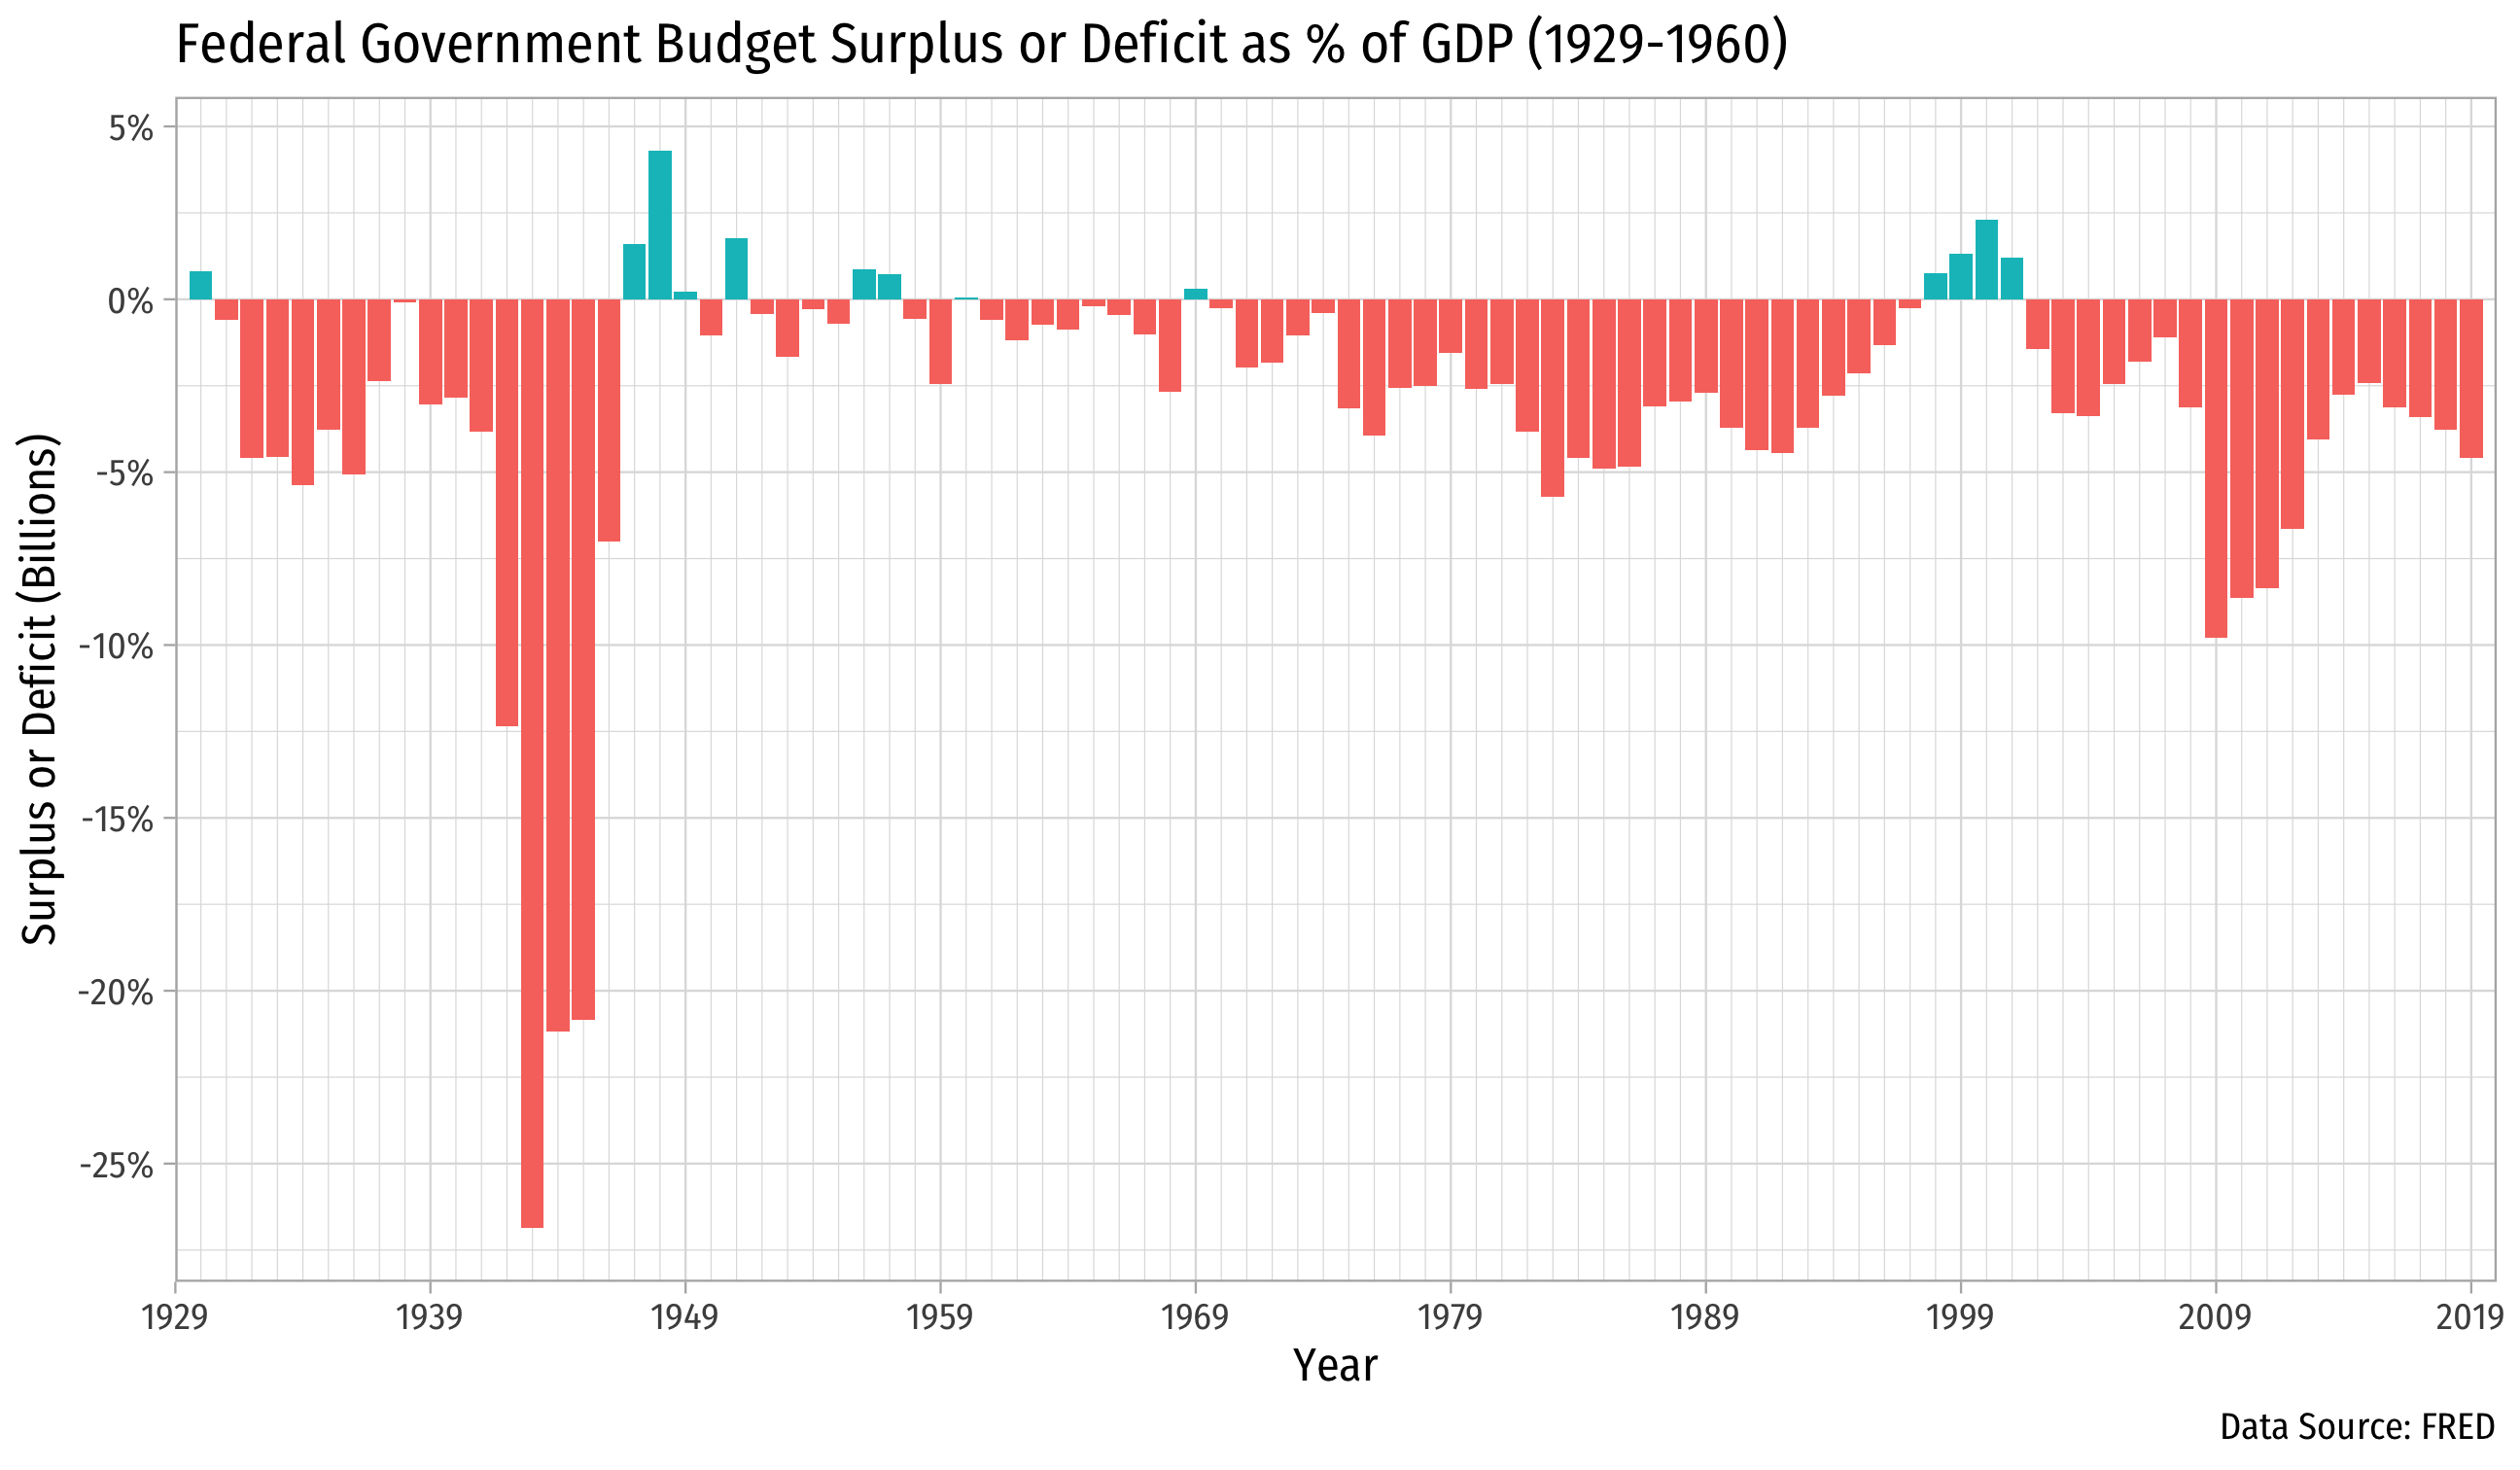 Federal Government Budget Surplus or Deficit as % of GDP (1929-1960)
Surplus or Deficit (Billions)
5%
0%
-5%
-10%
-15%
-20%
-25%
1929 1939 1949 1959 1969 1979 1989 1999 2009 2019
Year
Data Source: FRED